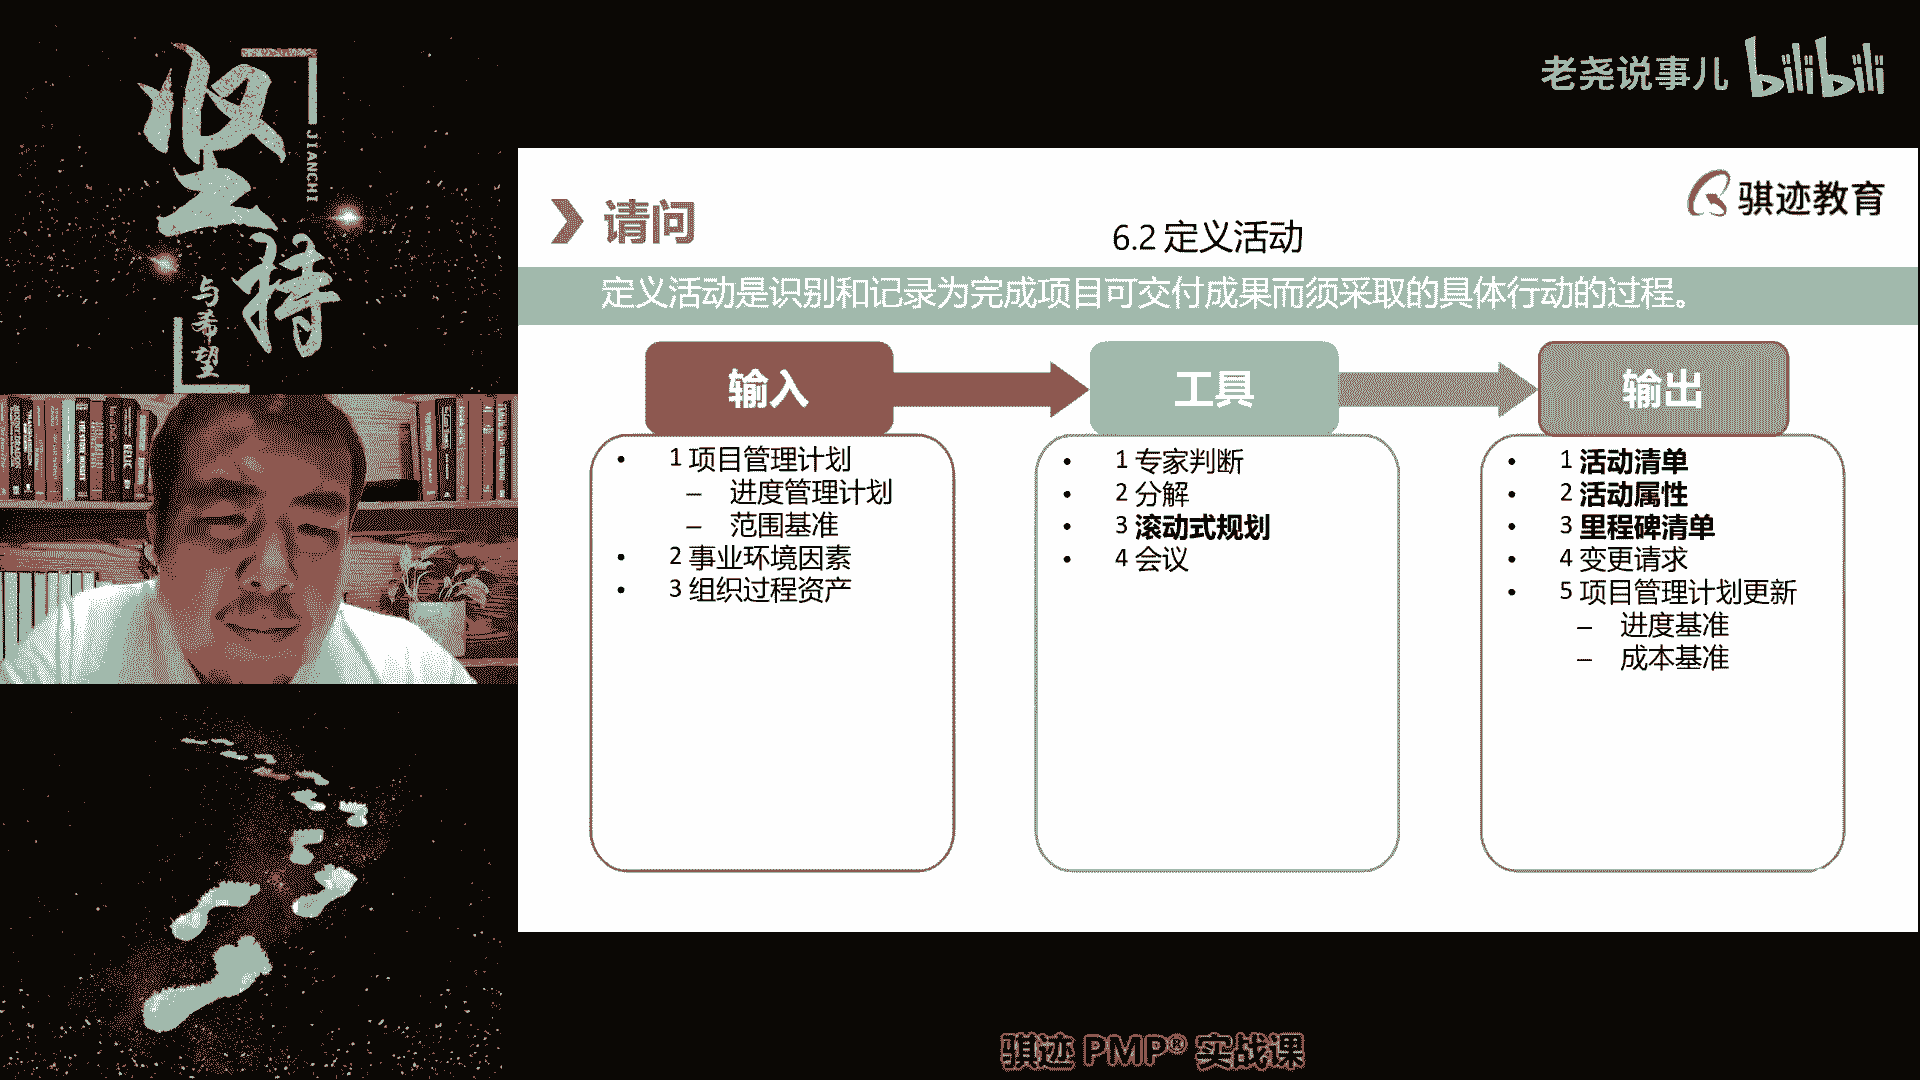 坚持
JIANCHI
与希望
老尧说事儿 bilibili
骐迹教育
请问
6.2 定义活动
定义活动是识别和记录为完成项目可交付成果而须采取的具体行动的过程。
输入
• 1 项目管理计划
– 进度管理计划
– 范围基准
• 2 事业环境因素
• 3 组织过程资产
工具
• 1 专家判断
• 2 分解
• 3 滚动式规划
• 4 会议
输出
• 1 活动清单
• 2 活动属性
• 3 里程碑清单
• 4 变更请求
• 5 项目管理计划更新
– 进度基准
– 成本基准
骐迹 PMP® 实战课